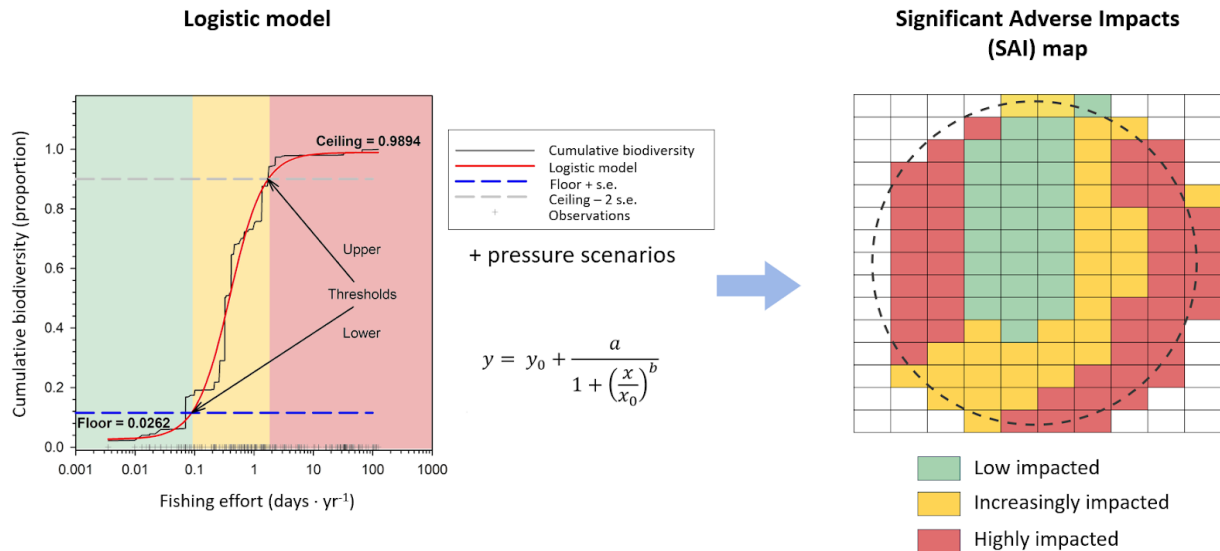 Logistic model
Significant Adverse Impacts
(SAI) map
Cumulative biodiversity (proportion)
1.0
0.8
0.6
0.4
0.2
0.0
Ceiling = 0.9894
Upper
Thresholds
Lower
Floor = 0.0262
0.001
0.01
0.1
1
10
100
1000
Fishing effort (days · yr⁻¹)
Cumulative biodiversity
Logistic model
Floor + s.e.
Ceiling – 2 s.e.
Observations
+ pressure scenarios
y = y₀ + a / (1 + (x/x₀)ᵇ)
Low impacted
Increasingly impacted
Highly impacted